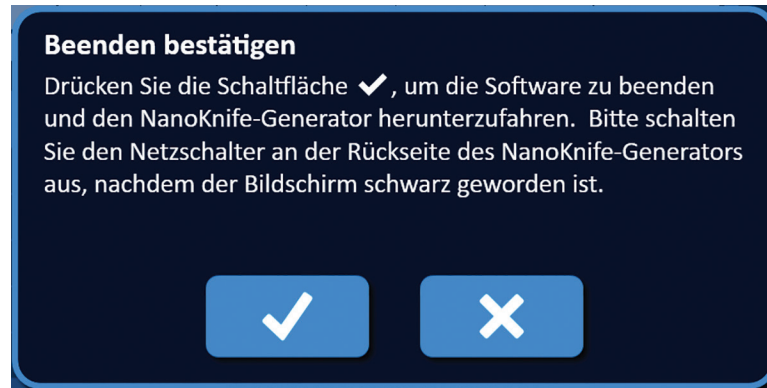 Beenden bestätigen
Drücken Sie die Schaltfläche ✔, um die Software zu beenden
und den NanoKnife-Generator herunterzufahren.  Bitte schalten
Sie den Netzschalter an der Rückseite des NanoKnife-Generators
aus, nachdem der Bildschirm schwarz geworden ist.